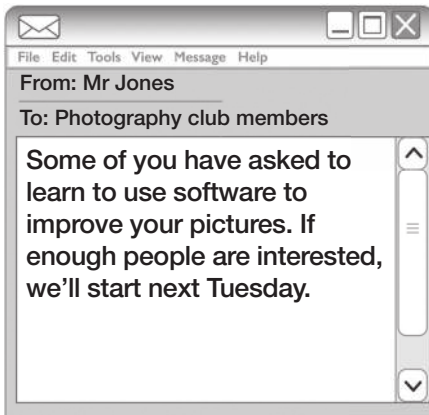 File Edit Tools View Message Help
From: Mr Jones
To: Photography club members
Some of you have asked to
learn to use software to
improve your pictures. If
enough people are interested,
we'll start next Tuesday.